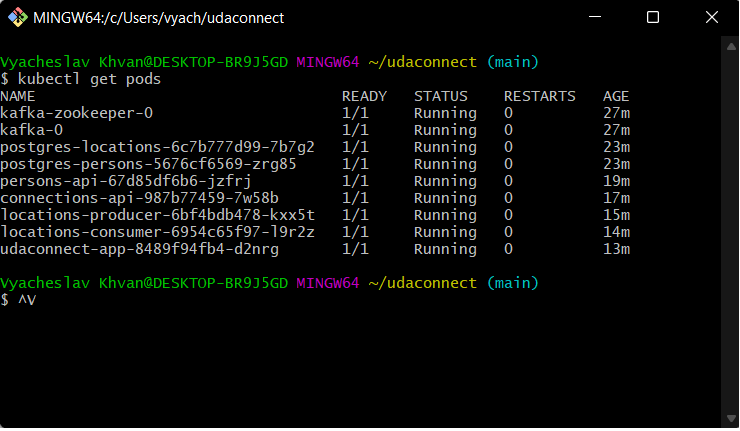 MINGW64:/c/Users/vyach/udaconnect
Vyacheslav Khvan@DESKTOP-BR9J5GD MINGW64 ~/udaconnect (main)
$ kubectl get pods
NAME READY STATUS RESTARTS AGE
kafka-zookeeper-0 1/1 Running 0 27m
kafka-0 1/1 Running 0 27m
postgres-locations-6c7b777d99-7b7g2 1/1 Running 0 23m
postgres-persons-5676cf6569-zrg85 1/1 Running 0 23m
persons-api-67d85df6b6-jzfrj 1/1 Running 0 19m
connections-api-987b77459-7w58b 1/1 Running 0 17m
locations-producer-6bf4bdb478-kxx5t 1/1 Running 0 15m
locations-consumer-6954c65f97-l9r2z 1/1 Running 0 14m
udaconnect-app-8489f94fb4-d2nrg 1/1 Running 0 13m
Vyacheslav Khvan@DESKTOP-BR9J5GD MINGW64 ~/udaconnect (main)
$ ^V